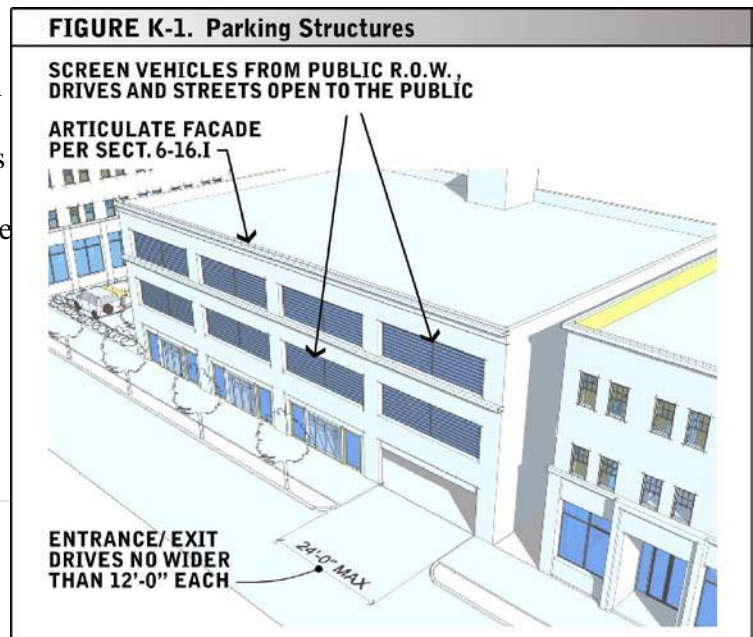 FIGURE K-1. Parking Structures
SCREEN VEHICLES FROM PUBLIC R.O.W.,
DRIVES AND STREETS OPEN TO THE PUBLIC
ARTICULATE FACADE
PER SECT. 6-16.I
s
e
ENTRANCE/ EXIT
DRIVES NO WIDER
THAN 12'-0" EACH
24'-0" MAX